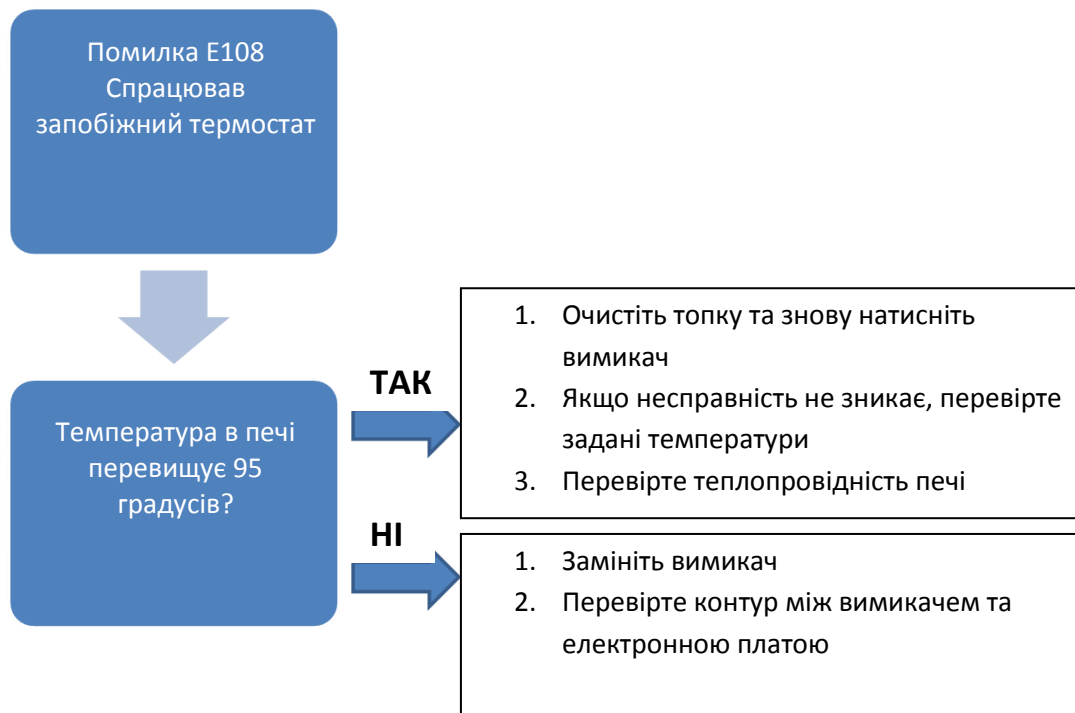 Помилка Е108
Спрацював
запобіжний термостат
Температура в печі
перевищує 95
градусів?
ТАК
1. Очистіть топку та знову натисніть
вимикач
2. Якщо несправність не зникає, перевірте
задані температури
3. Перевірте теплопровідність печі
НІ
1. Замініть вимикач
2. Перевірте контур між вимикачем та
електронною платою